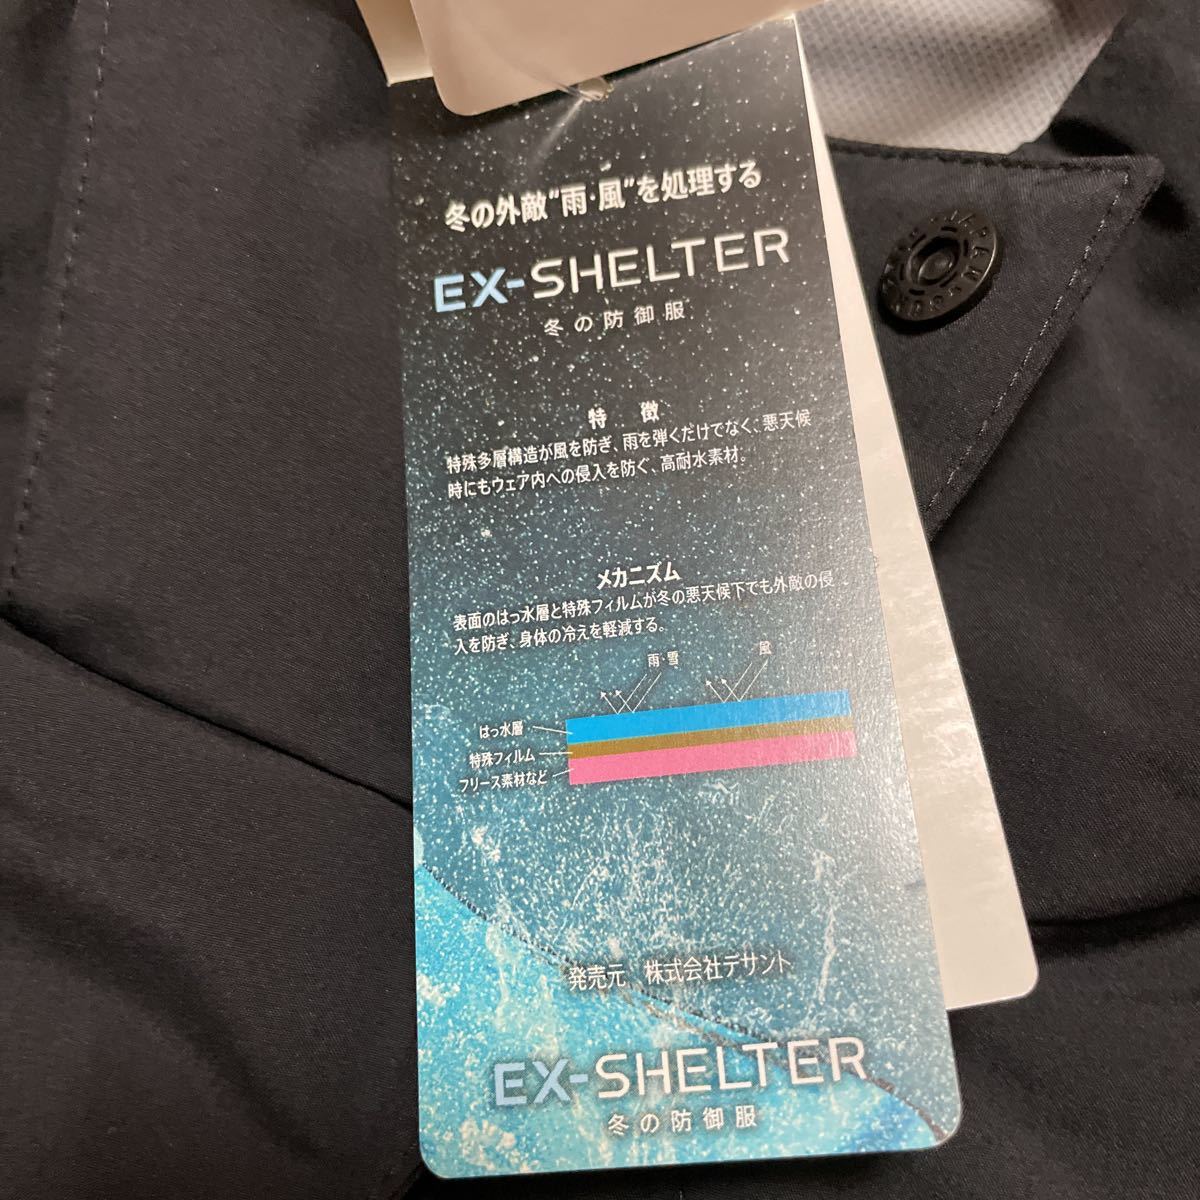 冬の外敵"雨・風"を処理する
EX-SHELTER
冬の防御服
特 徴
特殊多層構造が風を防ぎ、雨を弾くだけでなく、悪天候
時にもウェア内への侵入を防ぐ、高耐水素材。
メカニズム
表面のはっ水層と特殊フィルムが冬の悪天候下でも外敵の侵
入を防ぎ、身体の冷えを軽減する。
雨・雪
風
はっ水層
特殊フィルム
フリース素材など
発売元 株式会社デサント
EX-SHELTER
冬の防御服